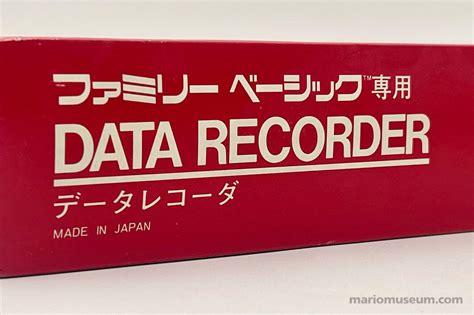 ファミリー ベーシック™専用
DATA RECORDER
データレコーダ
MADE IN JAPAN
mariomuseum.com